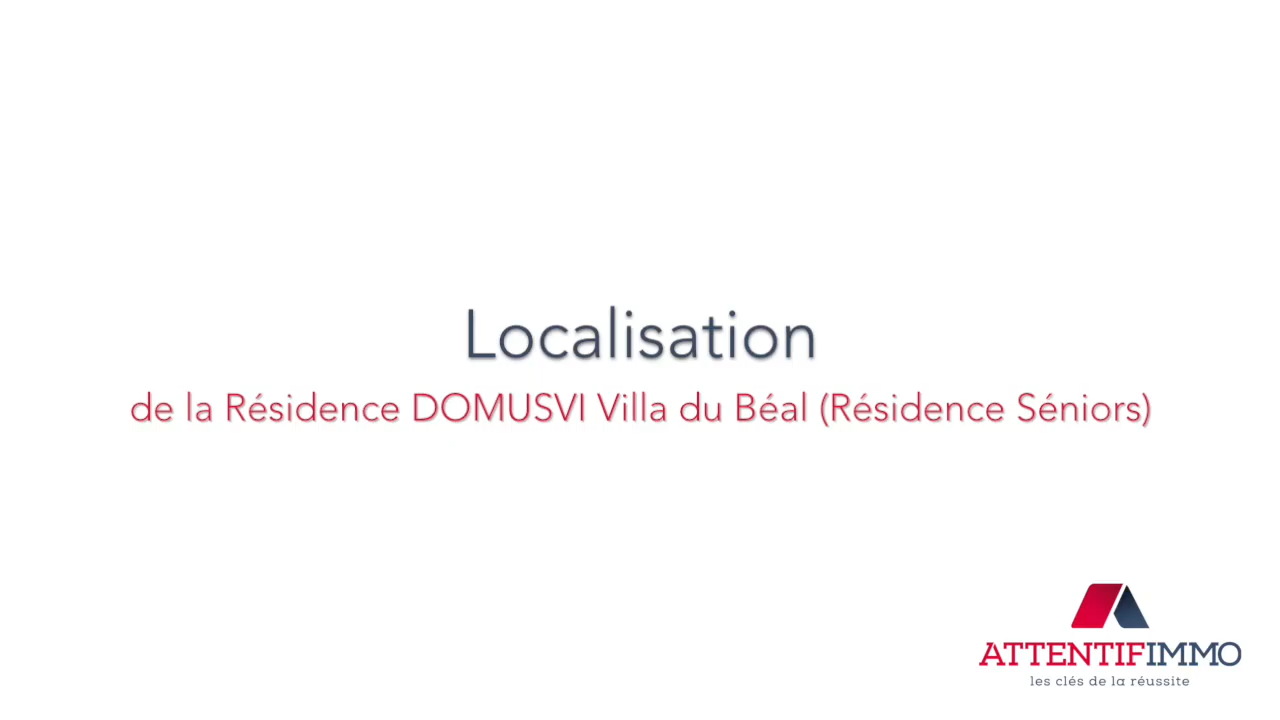 Localisation
de la Résidence DOMUSVI Villa du Béal (Résidence Séniors)
ATTENTIFIMMO
les clés de la réussite